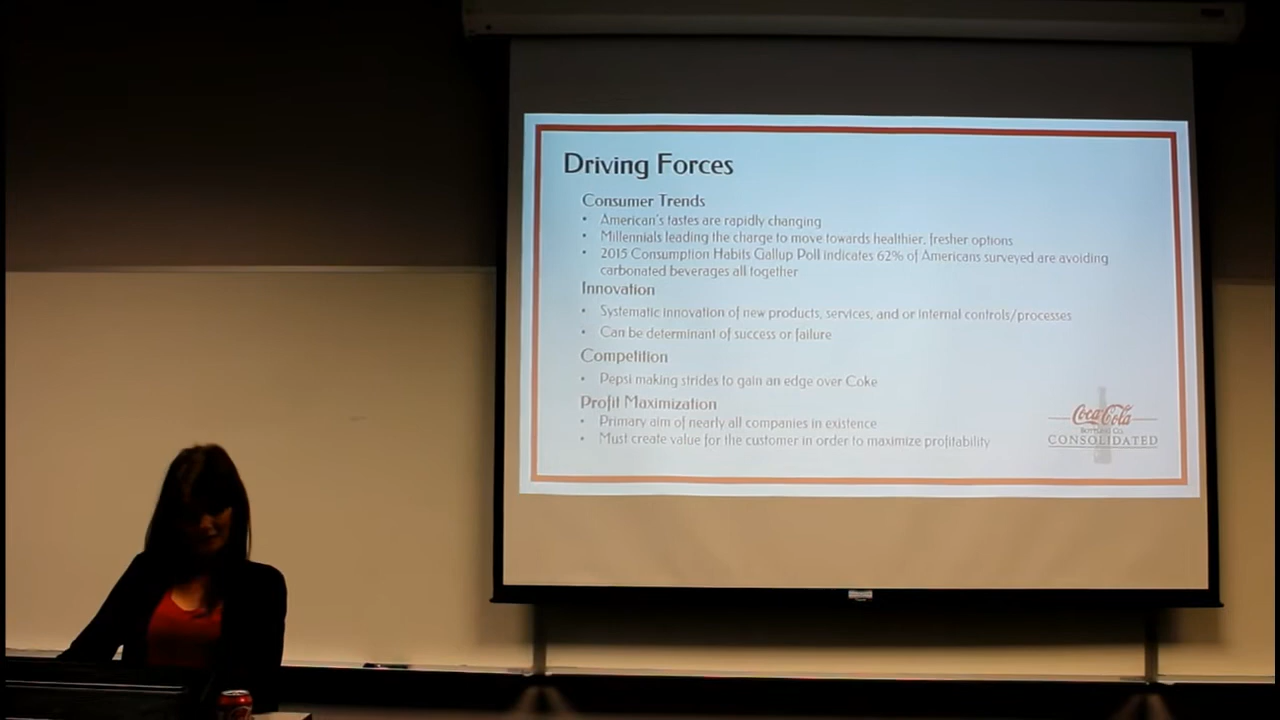 Driving Forces
Consumer Trends
• American's tastes are rapidly changing
• Millennials leading the charge to move towards healthier, fresher options
• 2015 Consumption Habits Gallup Poll indicates 62% of Americans surveyed are avoiding
carbonated beverages all together
Innovation
• Systematic innovation of new products, services, and or internal controls/processes
• Can be determinant of success or failure
Competition
• Pepsi making strides to gain an edge over Coke
Profit Maximization
• Primary aim of nearly all companies in existence
• Must create value for the customer in order to maximize profitability
Coca-Cola
BOTTLING CO.
CONSOLIDATED